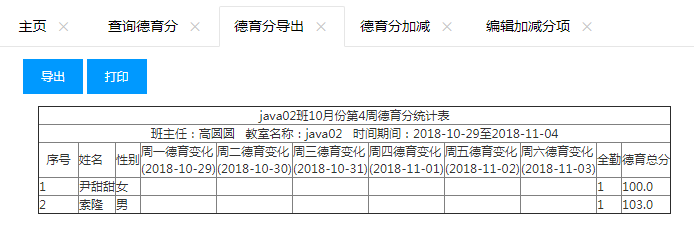 主页 × 查询德育分 × 德育分导出 × 德育分加减 × 编辑加减分项 ×
导出 打印
java02班10月份第4周德育分统计表
班主任：高圆圆 教室名称：java02 时间期间：2018-10-29至2018-11-04
序号 姓名 性别 周一德育变化(2018-10-29) 周二德育变化(2018-10-30) 周三德育变化(2018-10-31) 周四德育变化(2018-11-01) 周五德育变化(2018-11-02) 周六德育变化(2018-11-03) 全勤 德育总分
1 尹甜甜 女 1 100.0
2 素隆 男 1 103.0